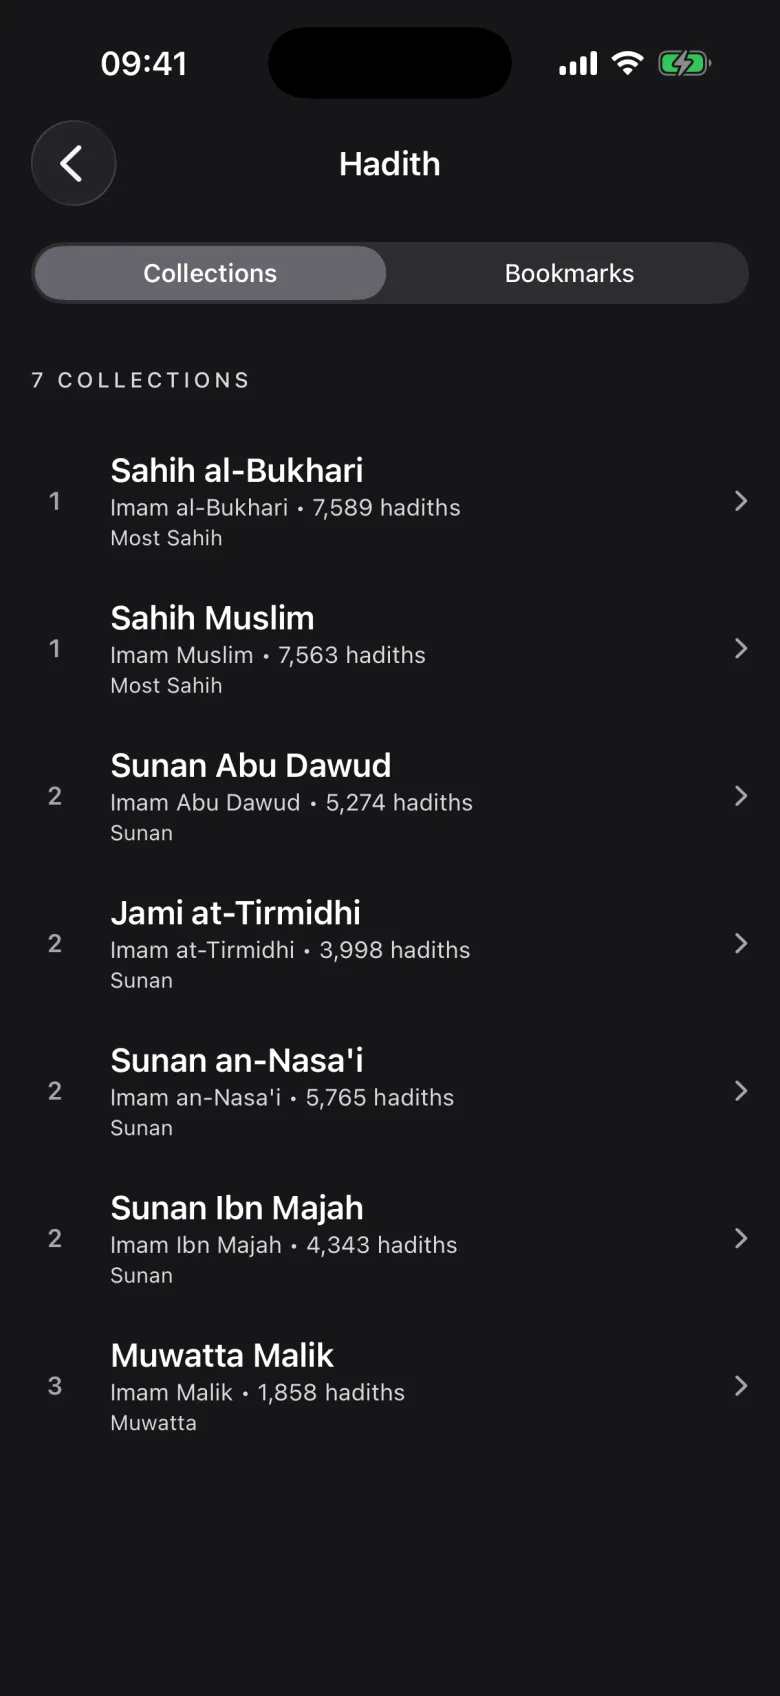 09:41
Hadith
Collections
Bookmarks
7 COLLECTIONS
1
Sahih al-Bukhari
Imam al-Bukhari • 7,589 hadiths
Most Sahih
1
Sahih Muslim
Imam Muslim • 7,563 hadiths
Most Sahih
2
Sunan Abu Dawud
Imam Abu Dawud • 5,274 hadiths
Sunan
2
Jami at-Tirmidhi
Imam at-Tirmidhi • 3,998 hadiths
Sunan
2
Sunan an-Nasa'i
Imam an-Nasa'i • 5,765 hadiths
Sunan
2
Sunan Ibn Majah
Imam Ibn Majah • 4,343 hadiths
Sunan
3
Muwatta Malik
Imam Malik • 1,858 hadiths
Muwatta